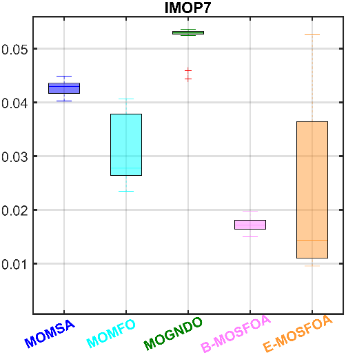 IMOP7
0.05
0.04
0.03
0.02
0.01
MOMSA
MOMFO
MOGNDO
B-MOSFOA
E-MOSFOA